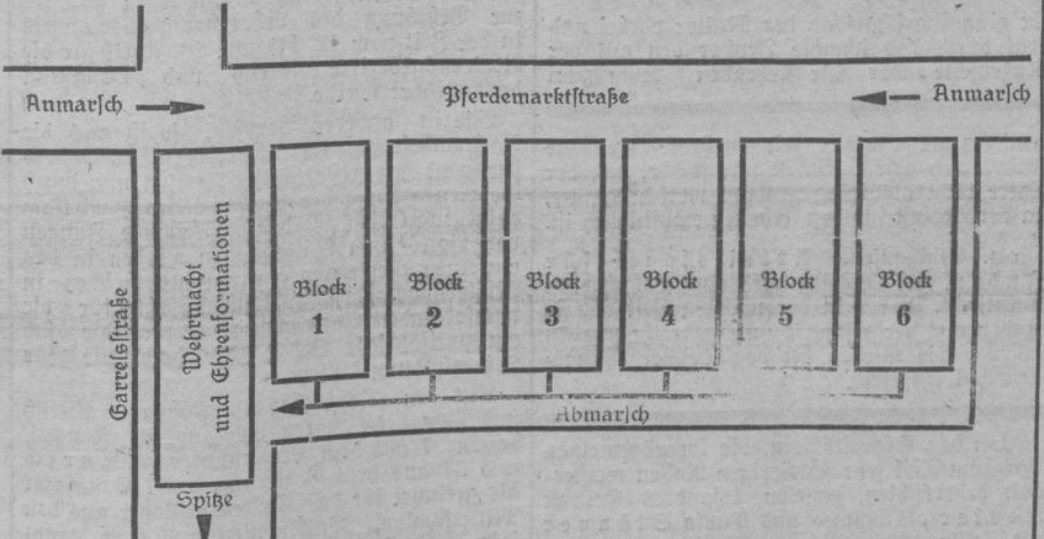 Anmarsch
Pferdemarktstraße
Anmarsch
Garrelsstraße
Wehrmacht
und Ehrenformationen
Block
1
Block
2
Block
3
Block
4
Block
5
Block
6
Abmarsch
Spitze